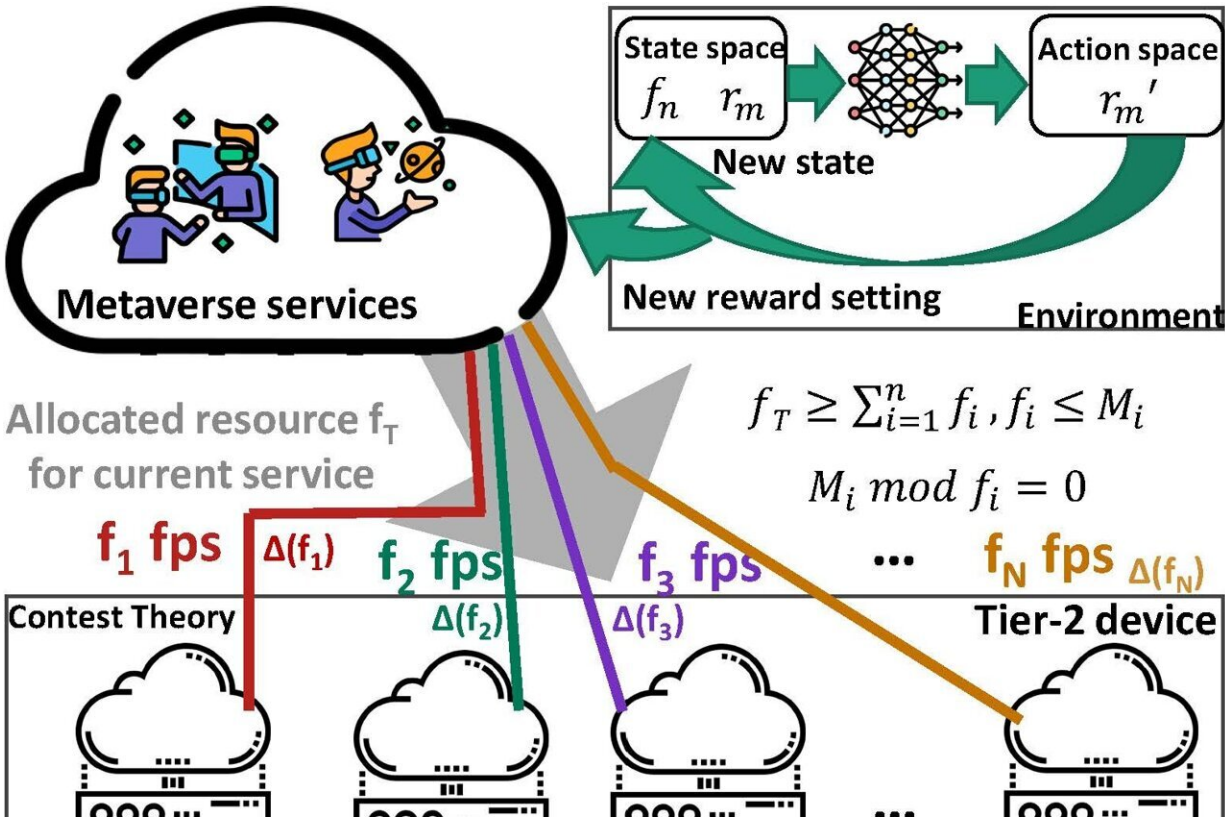 State space
f_n r_m
Action space
r_m′
New state
New reward setting
Environment
Metaverse services
Allocated resource f_T
for current service
f_T ≥ ∑_{i=1}^{n} f_i , f_i ≤ M_i
M_i mod f_i = 0
f_1 fps Δ(f_1)
f_2 fps Δ(f_2)
f_3 fps Δ(f_3)
...
f_N fps Δ(f_N)
Contest Theory
Tier-2 device
...